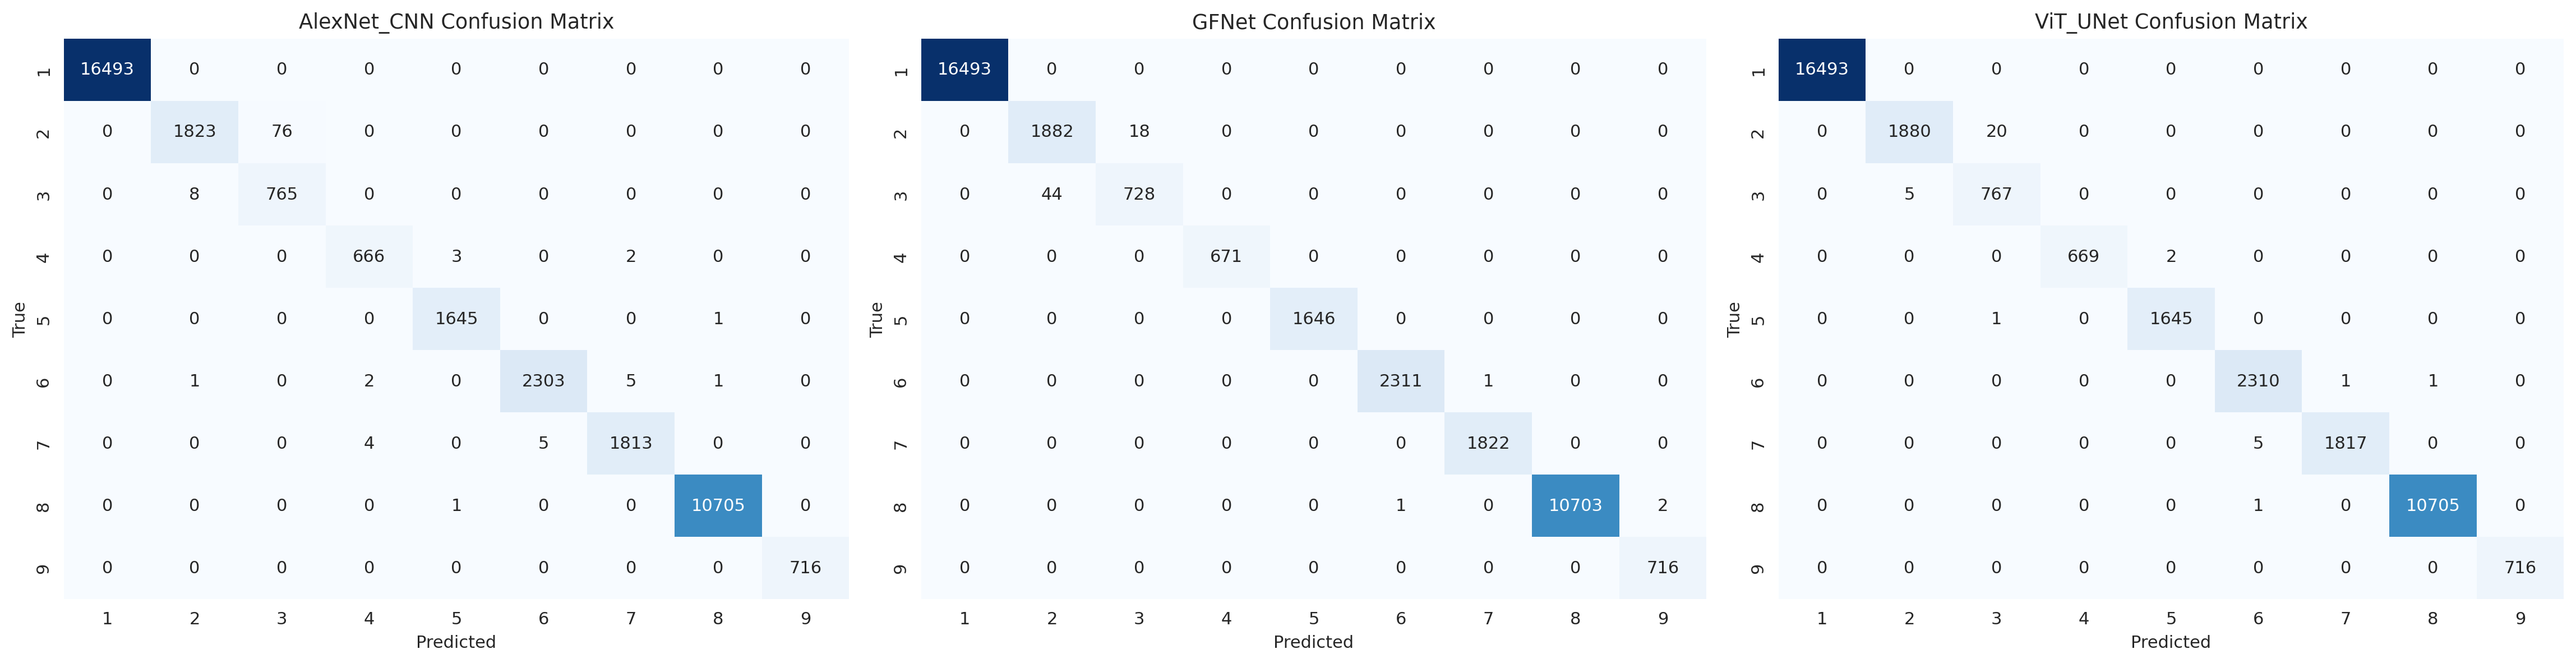 AlexNet_CNN Confusion Matrix
1 16493 0 0 0 0 0 0 0 0
2 0 1823 76 0 0 0 0 0 0
3 0 8 765 0 0 0 0 0 0
4 0 0 0 666 3 0 2 0 0
5 0 0 0 0 1645 0 0 1 0
6 0 1 0 2 0 2303 5 1 0
7 0 0 0 4 0 5 1813 0 0
8 0 0 0 0 1 0 0 10705 0
9 0 0 0 0 0 0 0 0 716
1 2 3 4 5 6 7 8 9
True
Predicted
GFNet Confusion Matrix
1 16493 0 0 0 0 0 0 0 0
2 0 1882 18 0 0 0 0 0 0
3 0 44 728 0 0 0 0 0 0
4 0 0 0 671 0 0 0 0 0
5 0 0 0 0 1646 0 0 0 0
6 0 0 0 0 0 2311 1 0 0
7 0 0 0 0 0 0 1822 0 0
8 0 0 0 0 0 1 0 10703 2
9 0 0 0 0 0 0 0 0 716
1 2 3 4 5 6 7 8 9
True
Predicted
ViT_UNet Confusion Matrix
1 16493 0 0 0 0 0 0 0 0
2 0 1880 20 0 0 0 0 0 0
3 0 5 767 0 0 0 0 0 0
4 0 0 0 669 2 0 0 0 0
5 0 0 1 0 1645 0 0 0 0
6 0 0 0 0 0 2310 1 1 0
7 0 0 0 0 0 5 1817 0 0
8 0 0 0 0 0 1 0 10705 0
9 0 0 0 0 0 0 0 0 716
1 2 3 4 5 6 7 8 9
True
Predicted